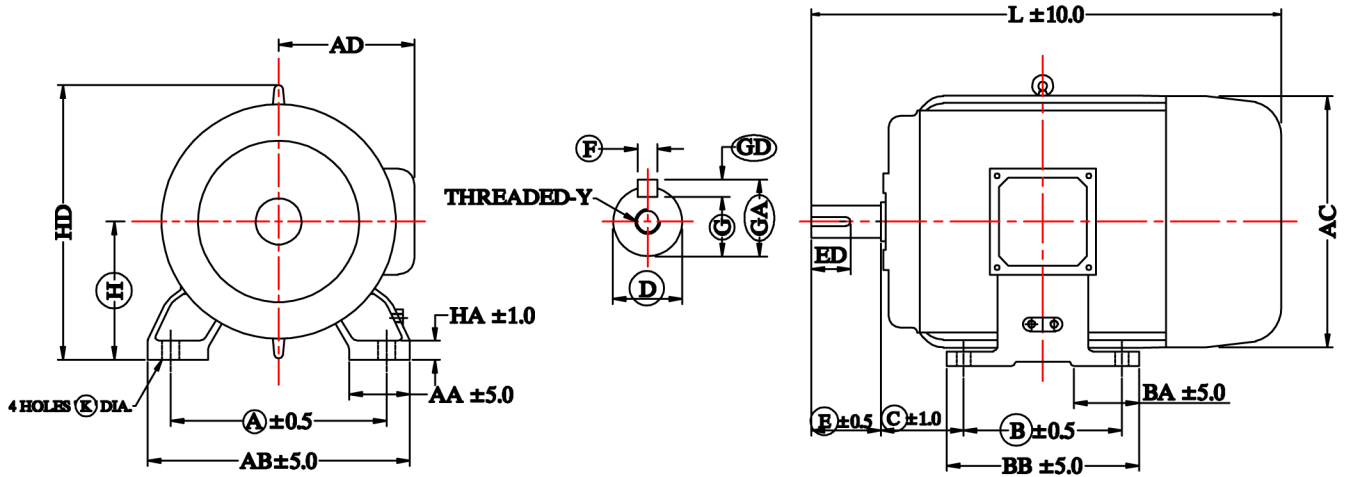 AD
HD
H
HA ±1.0
AA ±5.0
4 HOLES K DIA.
A ±0.5
AB±5.0
F
GD
THREADED-Y
G
GA
D
L ±10.0
AC
ED
E ±0.5
C ±1.0
B ±0.5
BA ±5.0
BB ±5.0